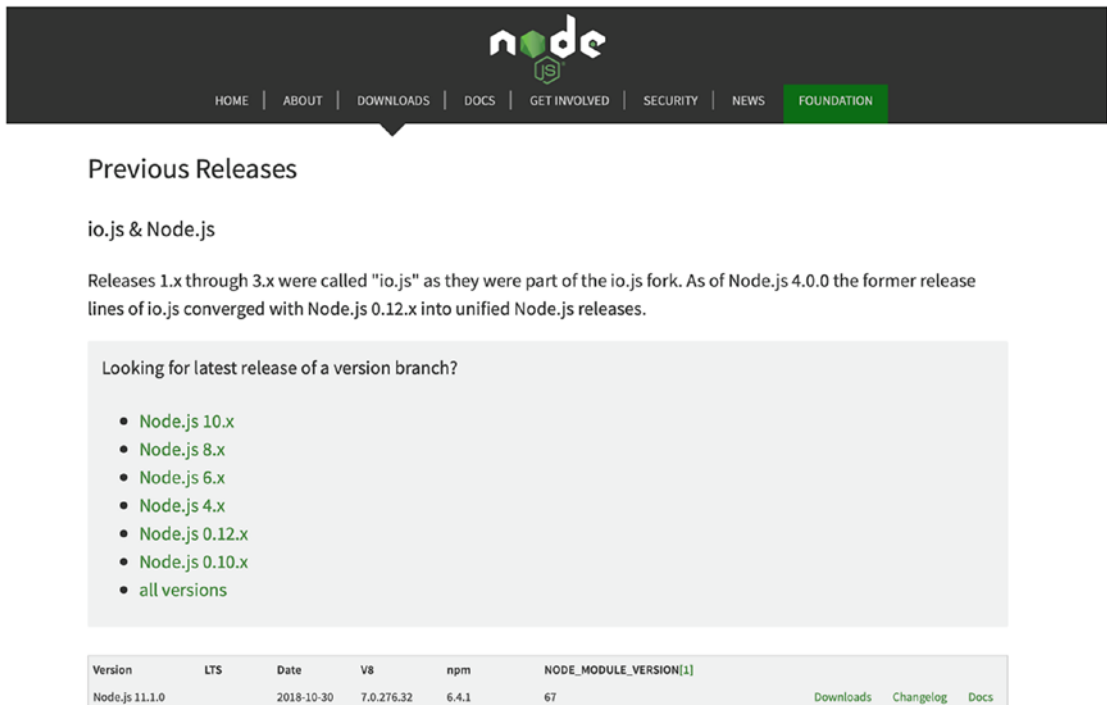 node
JS
HOME | ABOUT | DOWNLOADS | DOCS | GET INVOLVED | SECURITY | NEWS FOUNDATION
Previous Releases
io.js & Node.js
Releases 1.x through 3.x were called "io.js" as they were part of the io.js fork. As of Node.js 4.0.0 the former release
lines of io.js converged with Node.js 0.12.x into unified Node.js releases.
Looking for latest release of a version branch?
• Node.js 10.x
• Node.js 8.x
• Node.js 6.x
• Node.js 4.x
• Node.js 0.12.x
• Node.js 0.10.x
• all versions
Version LTS Date V8 npm NODE_MODULE_VERSION[1]
Node.js 11.1.0 2018-10-30 7.0.276.32 6.4.1 67 Downloads Changelog Docs